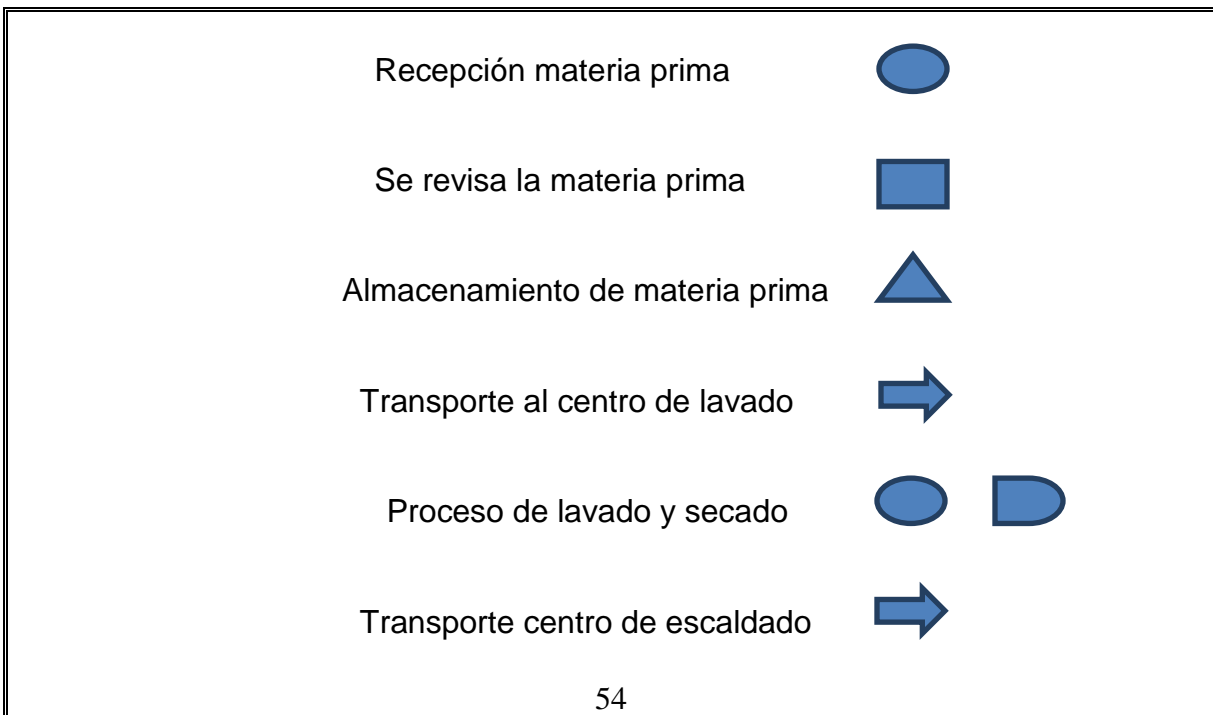 Recepción materia prima
Se revisa la materia prima
Almacenamiento de materia prima
Transporte al centro de lavado
Proceso de lavado y secado
Transporte centro de escaldado
54